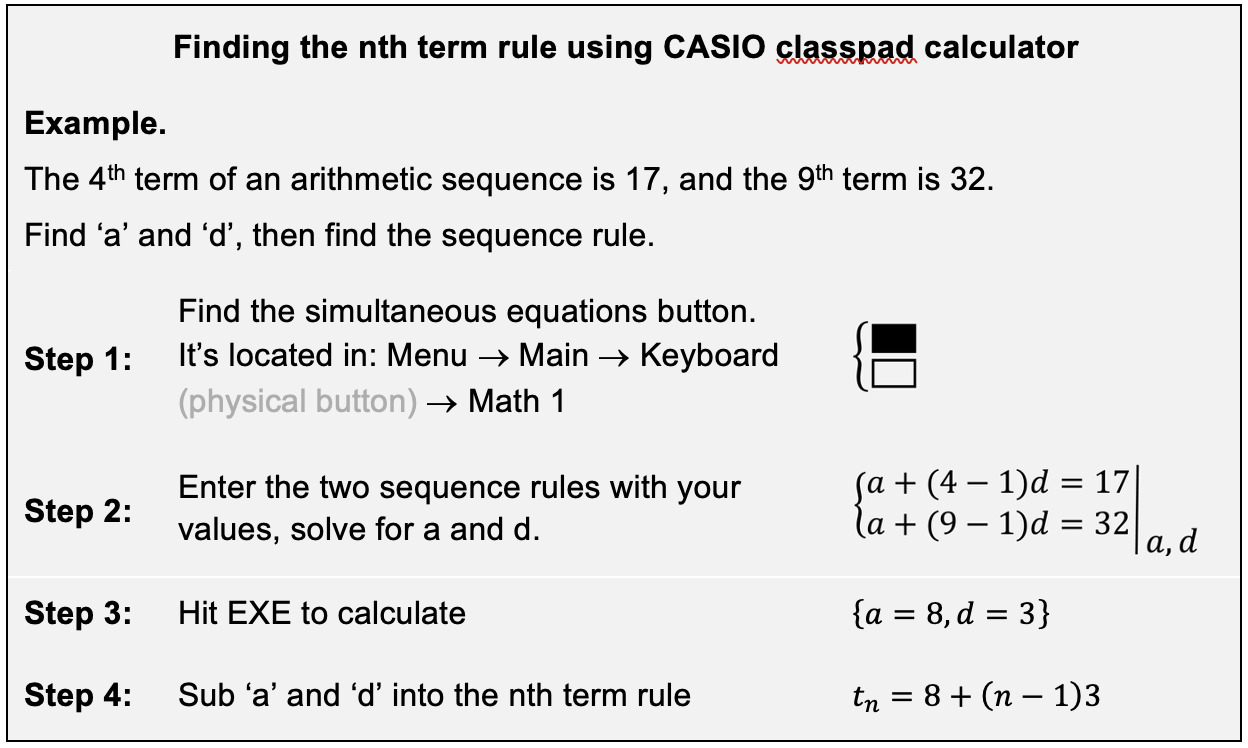 Finding the nth term rule using CASIO classpad calculator
Example.
The 4th term of an arithmetic sequence is 17, and the 9th term is 32.
Find ‘a’ and ‘d’, then find the sequence rule.
Step 1:
Find the simultaneous equations button.
It’s located in: Menu → Main → Keyboard
(physical button) → Math 1
Step 2:
Enter the two sequence rules with your
values, solve for a and d.
a + (4 − 1)d = 17
a + (9 − 1)d = 32
a, d
Step 3: Hit EXE to calculate {a = 8, d = 3}
Step 4: Sub ‘a’ and ‘d’ into the nth term rule tₙ = 8 + (n − 1)3